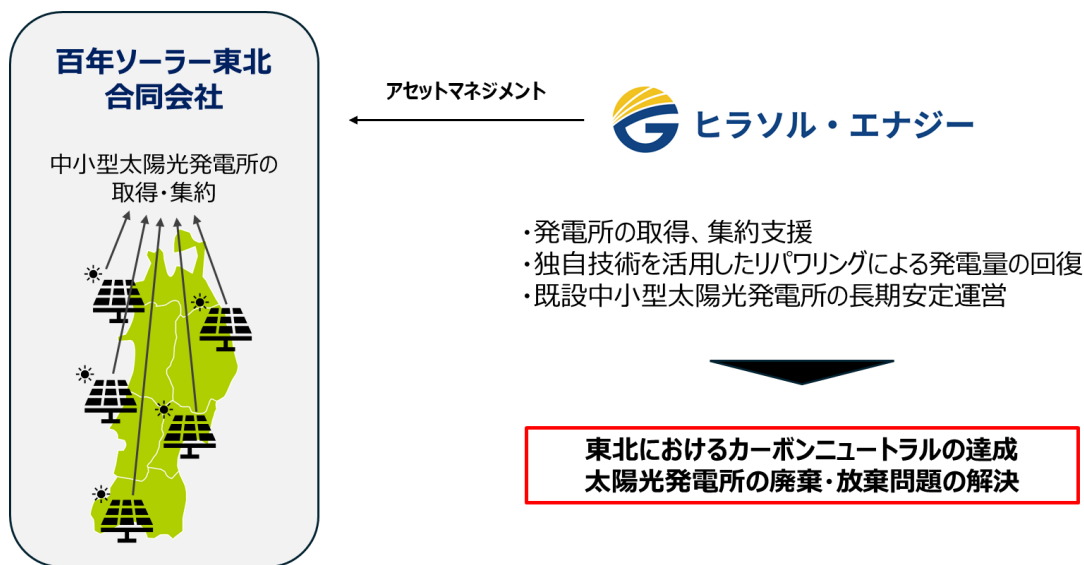 百年ソーラー東北
合同会社
中小型太陽光発電所の
取得・集約
アセットマネジメント
ヒラソル・エナジー
・発電所の取得、集約支援
・独自技術を活用したリパワリングによる発電量の回復
・既設中小型太陽光発電所の長期安定運営
東北におけるカーボンニュートラルの達成
太陽光発電所の廃棄・放棄問題の解決